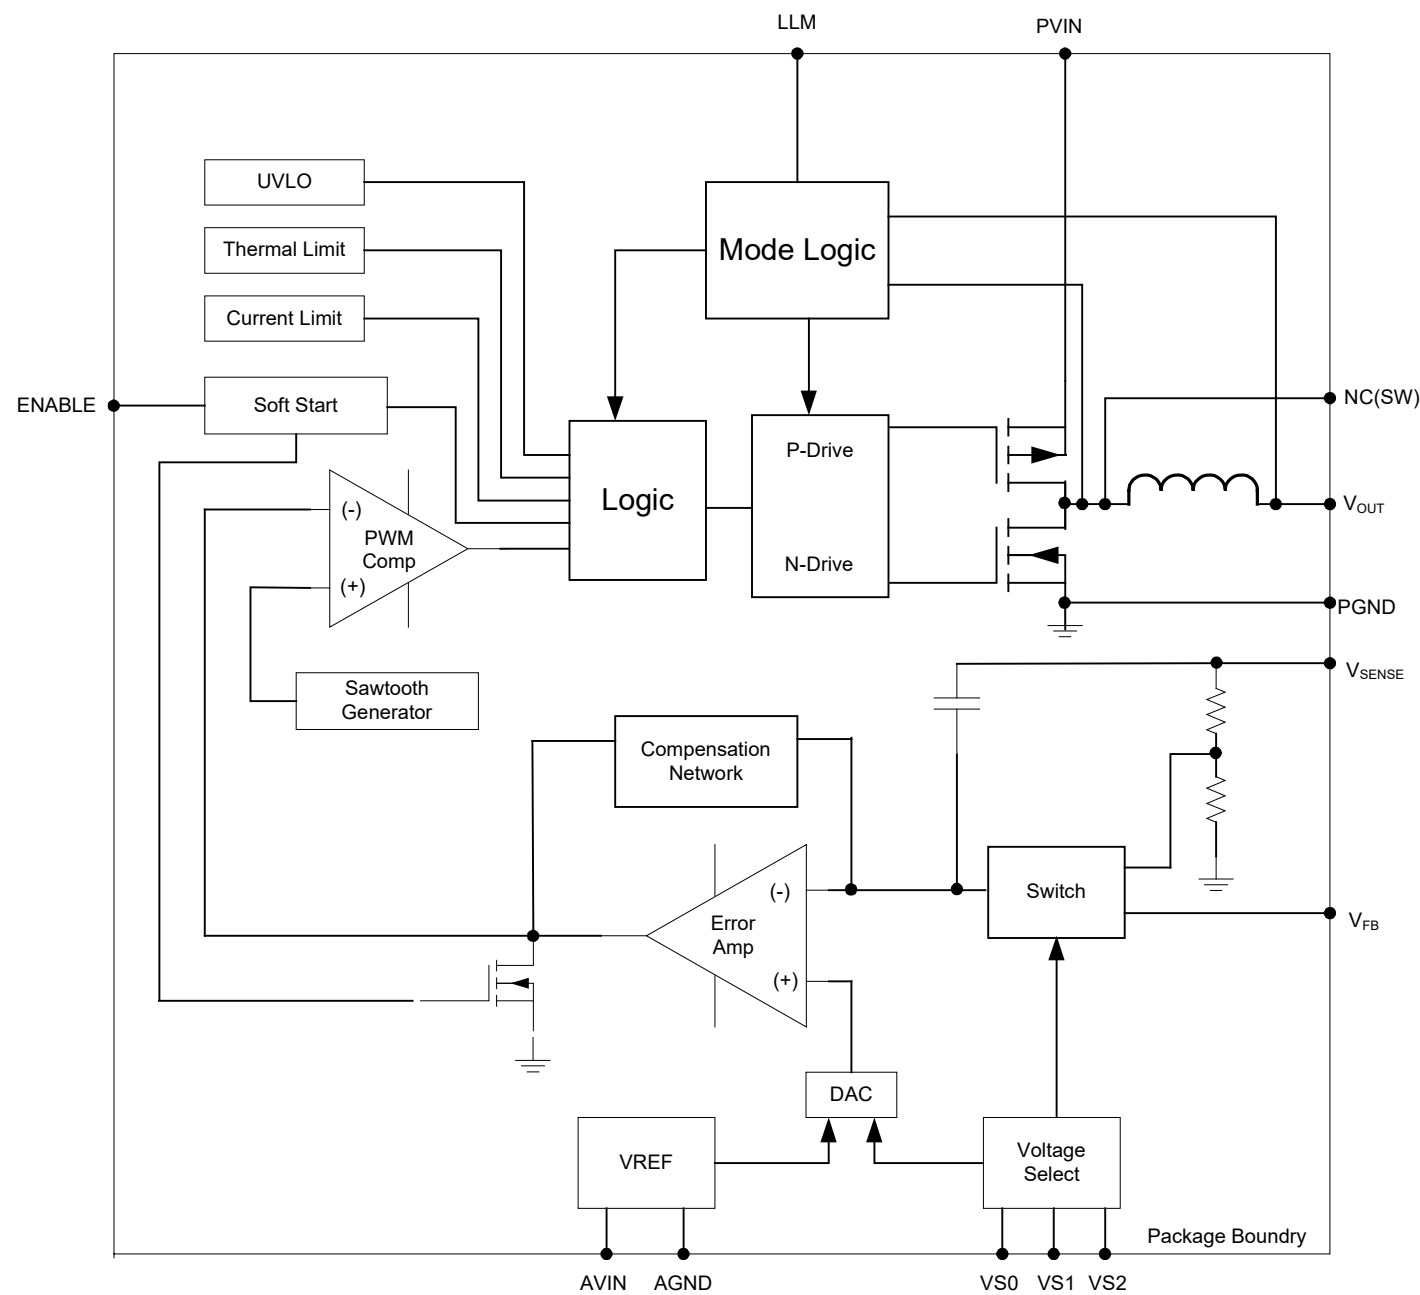 LLM
PVIN
UVLO
Thermal Limit
Mode Logic
Current Limit
ENABLE
Soft Start
NC(SW)
P-Drive
Logic
(-)
PWM
Comp
(+)
N-Drive
VOUT
PGND
VSENSE
Sawtooth
Generator
Compensation
Network
(-)
Error
Amp
(+)
Switch
VFB
DAC
VREF
Voltage
Select
Package Boundry
AVIN
AGND
VS0
VS1
VS2